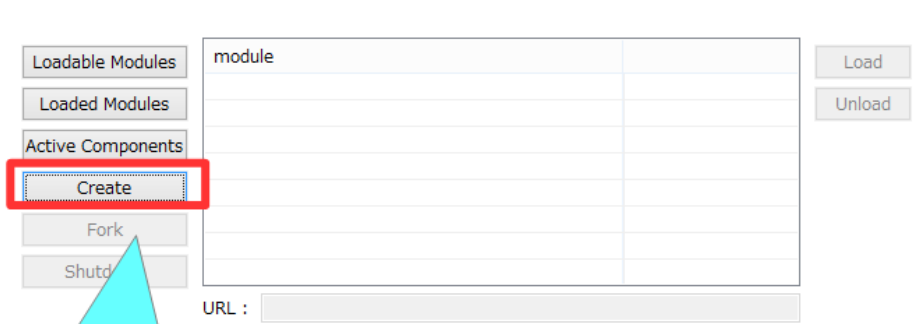 Loadable Modules
module
Load
Loaded Modules
Unload
Active Components
Create
Fork
URL :